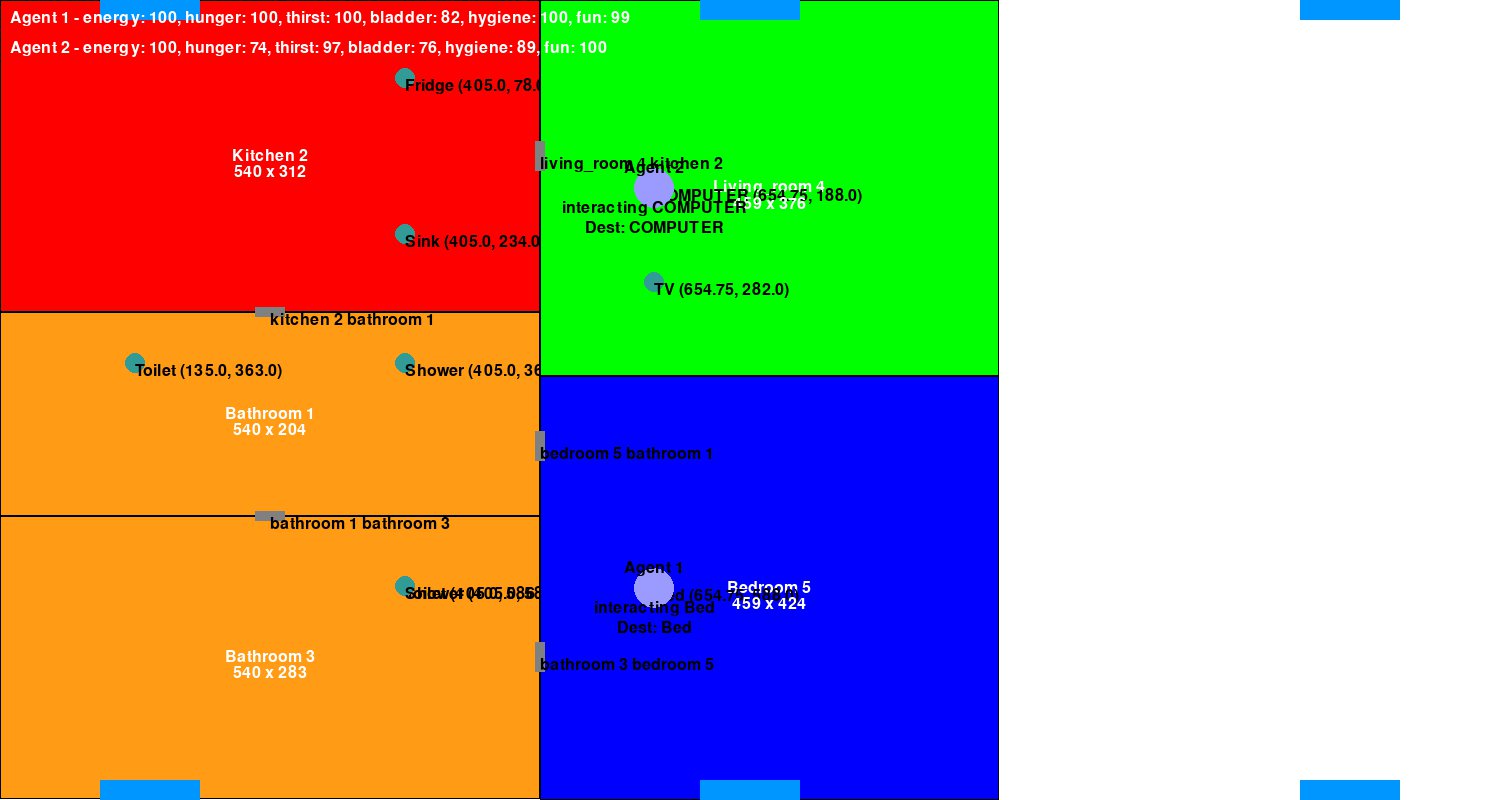 Agent 1 - energy: 100, hunger: 100, thirst: 100, bladder: 82, hygiene: 100, fun: 99
Agent 2 - energy: 100, hunger: 74, thirst: 97, bladder: 76, hygiene: 89, fun: 100
Fridge (405.0, 78.
Kitchen 2
540 x 312
living_room 4 kitchen 2
Agent 2
Living_room 4
459 x 376
COMPUTER (654.75, 188.0)
interacting COMPUTER
Dest: COMPUTER
Sink (405.0, 234.0
TV (654.75, 282.0)
kitchen 2 bathroom 1
Toilet (135.0, 363.0)
Shower (405.0, 36
Bathroom 1
540 x 204
bedroom 5 bathroom 1
bathroom 1 bathroom 3
Agent 1
Bedroom 5
459 x 424
interacting Bed
Dest: Bed
Bathroom 3
540 x 283
bathroom 3 bedroom 5